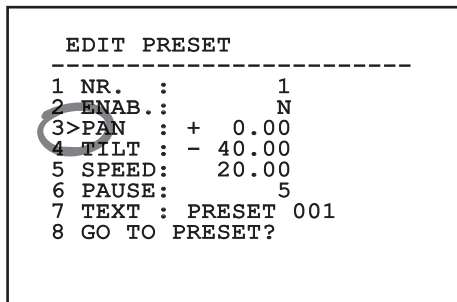 EDIT PRESET
-------------------------
1 NR.   :         1
2 ENAB.:         N
3>PAN  : +  0.00
4 TILT : - 40.00
5 SPEED:   20.00
6 PAUSE:         5
7 TEXT : PRESET 001
8 GO TO PRESET?